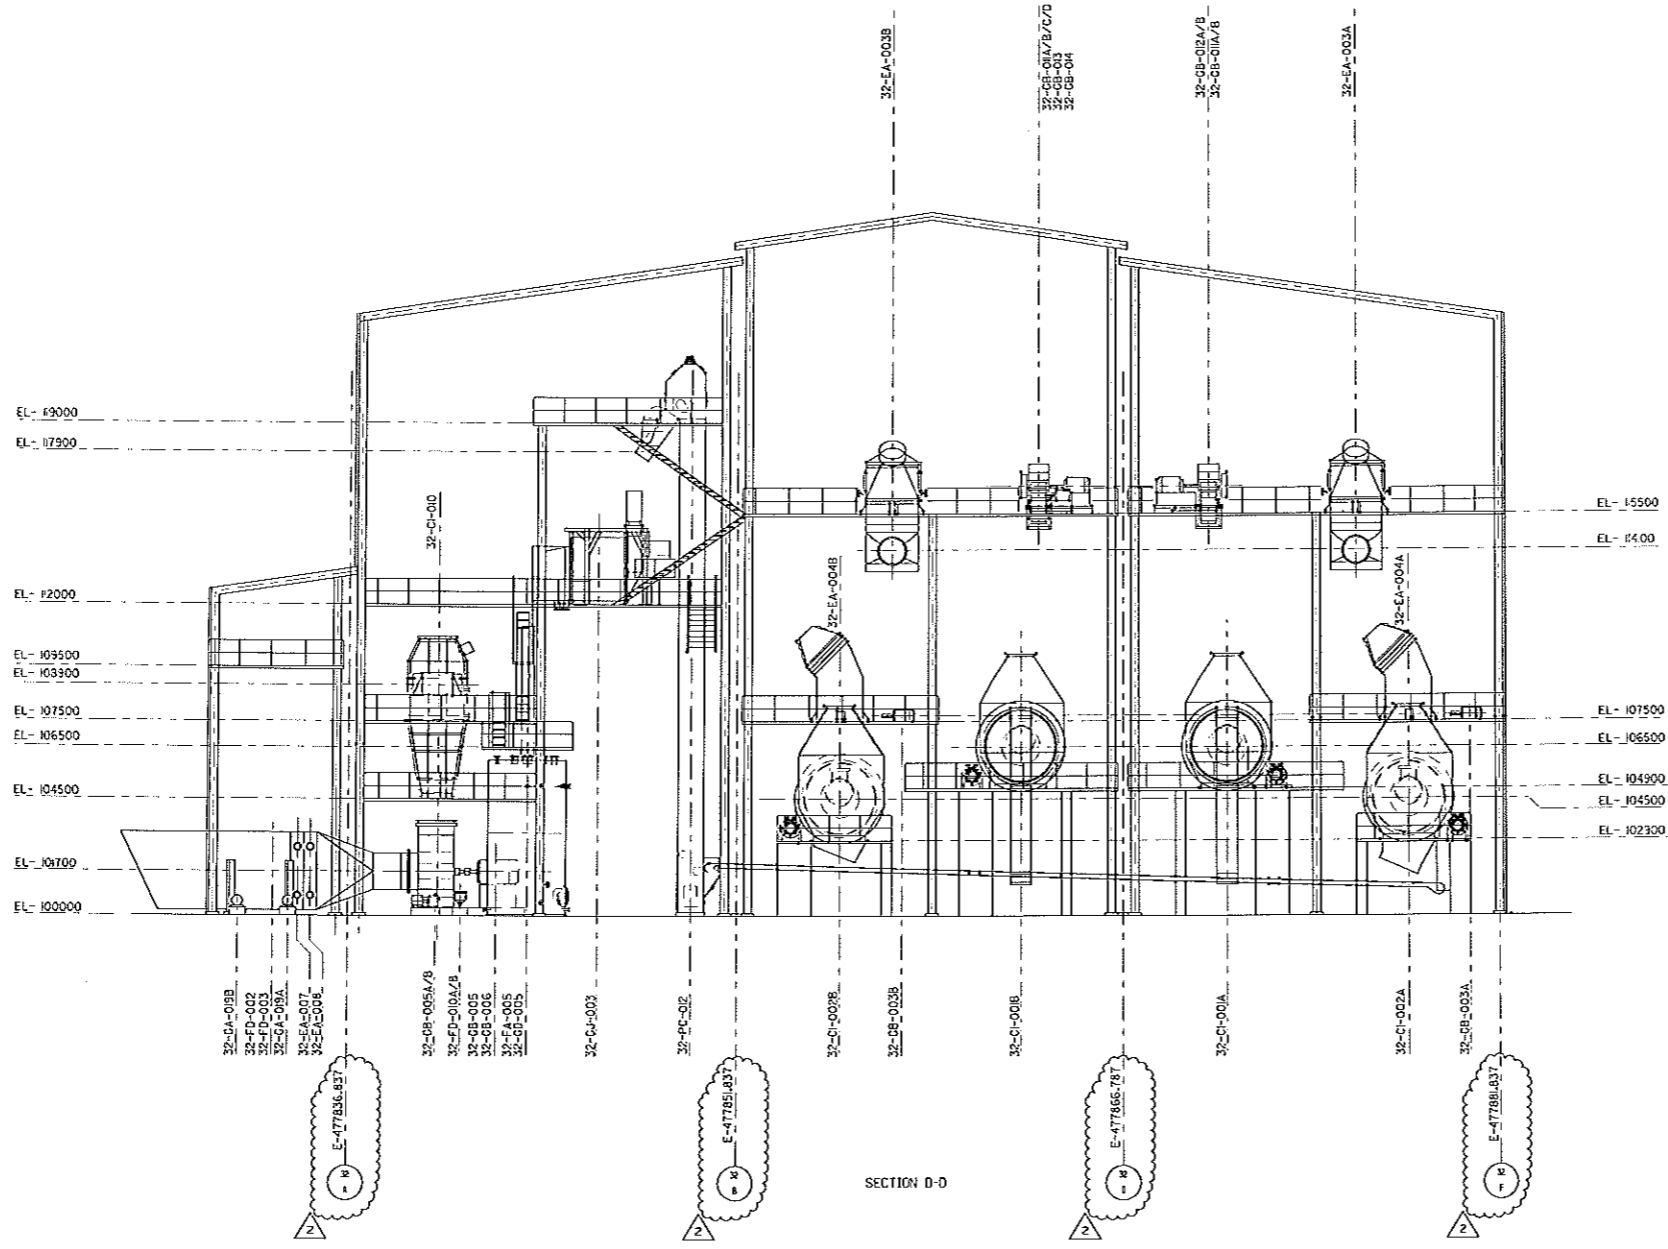 32-EA-003B
32-GB-011A/B/C/D
32-GB-013
32-GB-014
32-GB-012A/B
32-GB-011A/B
32-EA-003A
EL- 119000
EL- 117900
32-CI-010
EL- 115500
EL- 111400
32-EA-004B
32-EA-004A
EL- 112000
EL- 109500
EL- 108900
EL- 107500
EL- 107500
EL- 106500
EL- 106500
EL- 104500
EL- 104900
EL- 104500
EL- 102300
EL- 101700
EL- 100000
32-GA-019B
32-FD-002
32-FD-003
32-GA-019A
32-EA-007
32-EA-008
32-GB-005A/B
32-FD-010A/B
32-GB-005
32-GB-006
32-FA-005
32-GD-005
32-GJ-003
32-PC-012
32-CI-002B
32-GB-003B
32-CI-001B
32-CI-001A
32-CI-002A
32-GB-003A
E-477836.837
E-477851.837
E-477866.787
E-477881.837
32
A
32
B
32
D
32
F
SECTION D-D
2
2
2
2